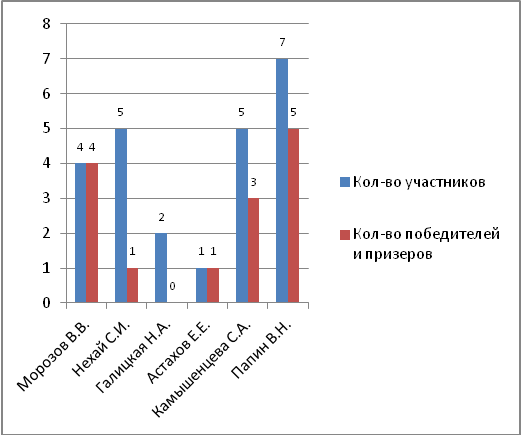 8
7
6
5
4
3
2
1
0
4 4
5
1
2
0
1 1
5
3
7
5
Морозов В.В.
Нехай С.И.
Галицкая Н.А.
Астахов Е.Е.
Камышенцева С.А.
Папин В.Н.
Кол-во участников
Кол-во победителей
и призеров